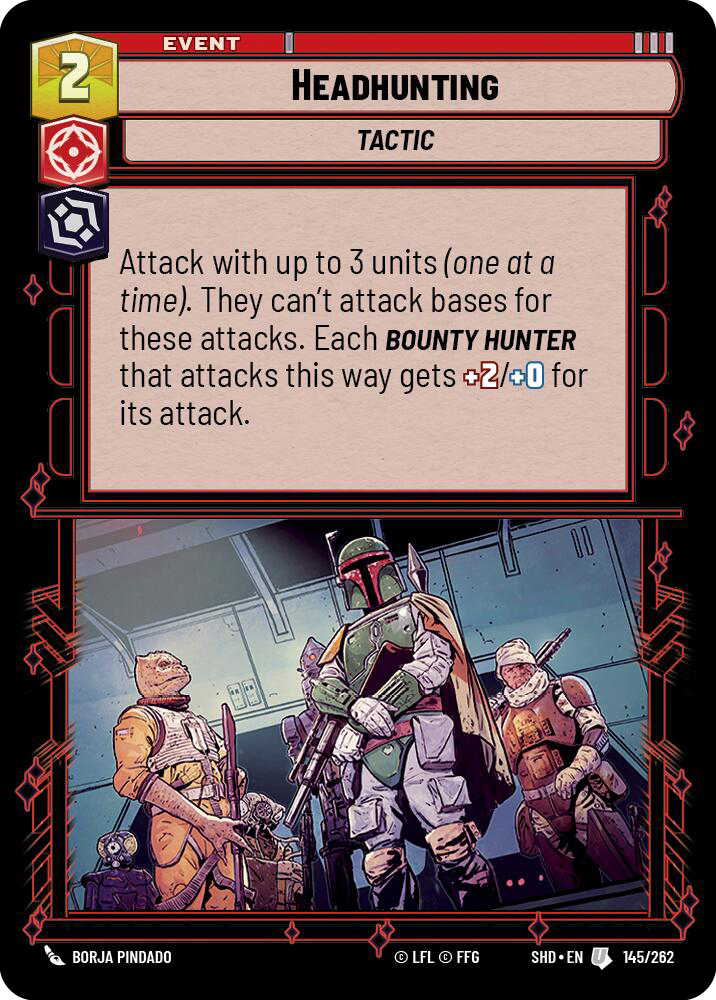 EVENT
2
HEADHUNTING
TACTIC
Attack with up to 3 units (one at a
time). They can’t attack bases for
these attacks. Each BOUNTY HUNTER
that attacks this way gets +2/+0 for
its attack.
BORJA PINDADO
© LFL © FFG
SHD • EN U 145/262